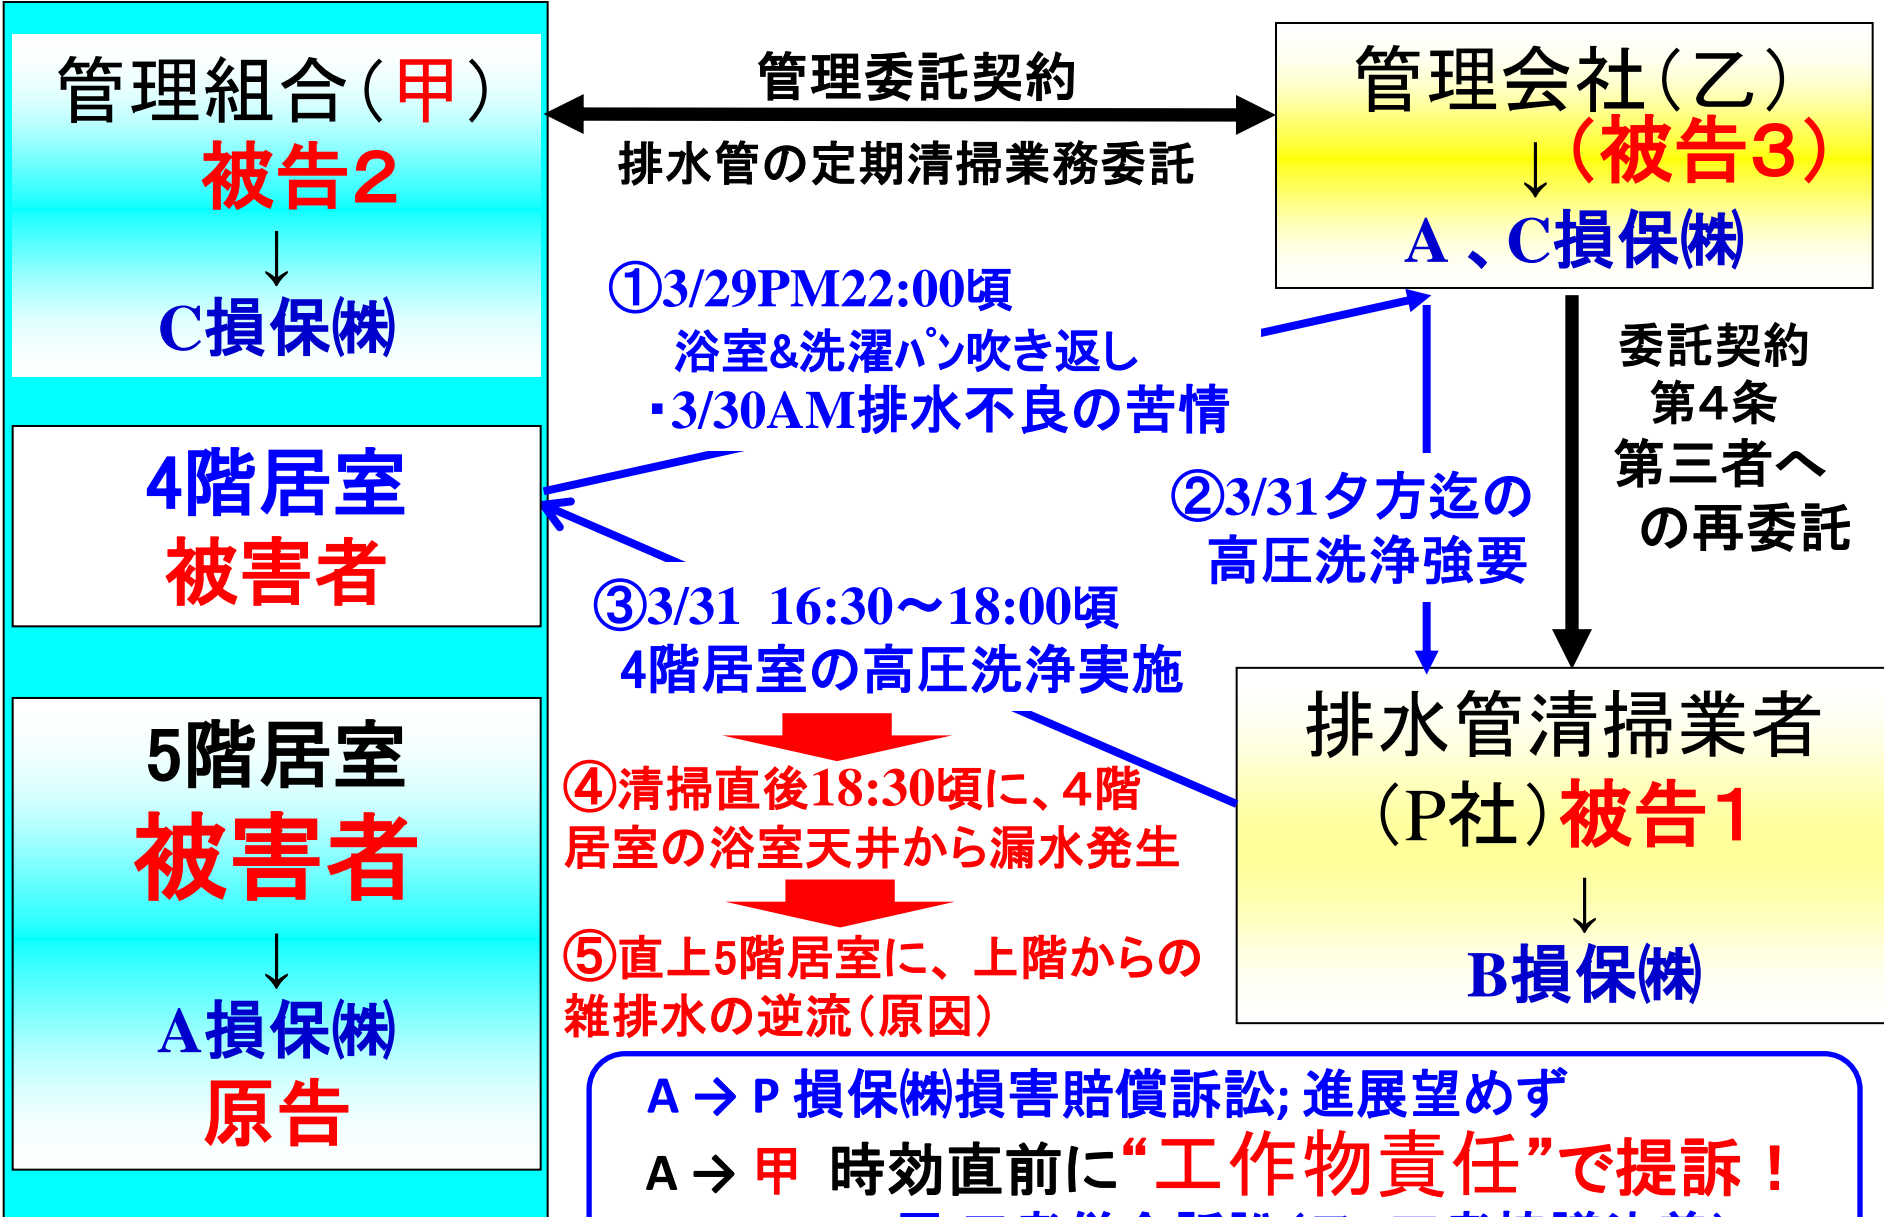 管理組合（甲）
被告２
↓
C損保㈱
管理委託契約
排水管の定期清掃業務委託
管理会社（乙）
↓（被告３）
A 、C損保㈱
①3/29PM22:00頃
浴室&洗濯ﾊﾟﾝ吹き返し
・3/30AM排水不良の苦情
委託契約
第４条
第三者へ
の再委託
4階居室
被害者
②3/31夕方迄の
高圧洗浄強要
③3/31 16:30～18:00頃
4階居室の高圧洗浄実施
5階居室
被害者
↓
A損保㈱
原告
④清掃直後18:30頃に、４階
居室の浴室天井から漏水発生
⑤直上5階居室に、上階からの
雑排水の逆流（原因）
排水管清掃業者
（P社）被告１
↓
B損保㈱
A → P 損保㈱損害賠償訴訟; 進展望めず
A → 甲 時効直前に“工作物責任”で提訴！